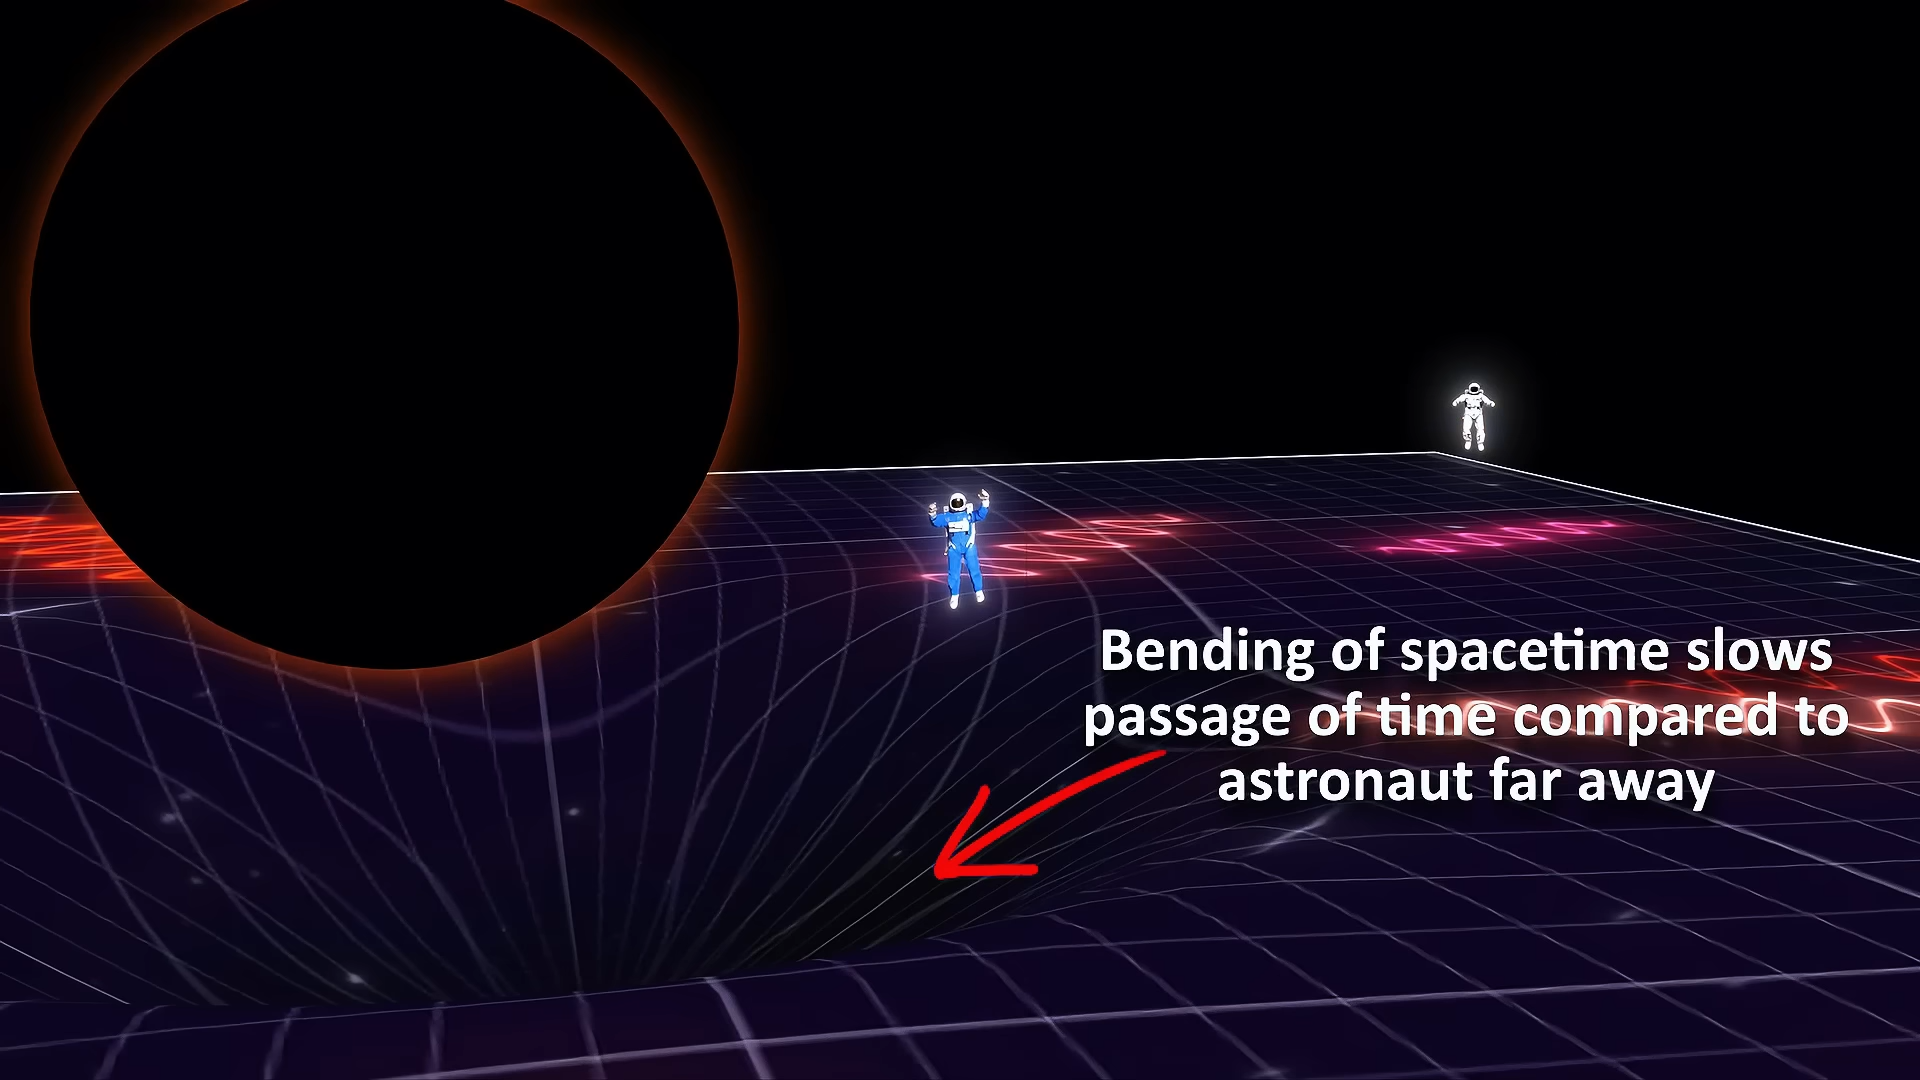 Bending of spacetime slows
passage of time compared to
astronaut far away